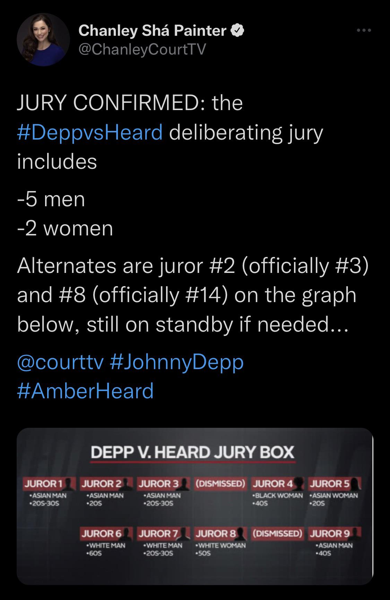 Chanley Shá Painter
@ChanleyCourtTV
JURY CONFIRMED: the
#DeppvsHeard deliberating jury
includes
-5 men
-2 women
Alternates are juror #2 (officially #3)
and #8 (officially #14) on the graph
below, still on standby if needed...
@courttv #JohnnyDepp
#AmberHeard
DEPP V. HEARD JURY BOX
JUROR 1 JUROR 2 JUROR 3 (DISMISSED) JUROR 4 JUROR 5
•ASIAN MAN •ASIAN MAN •ASIAN MAN •BLACK WOMAN •ASIAN WOMAN
•20S-30S •20S •20S-30S •40S •20S
JUROR 6 JUROR 7 JUROR 8 (DISMISSED) JUROR 9
•WHITE MAN •WHITE MAN •WHITE WOMAN •ASIAN MAN
•60S •20S-30S •50S •40S